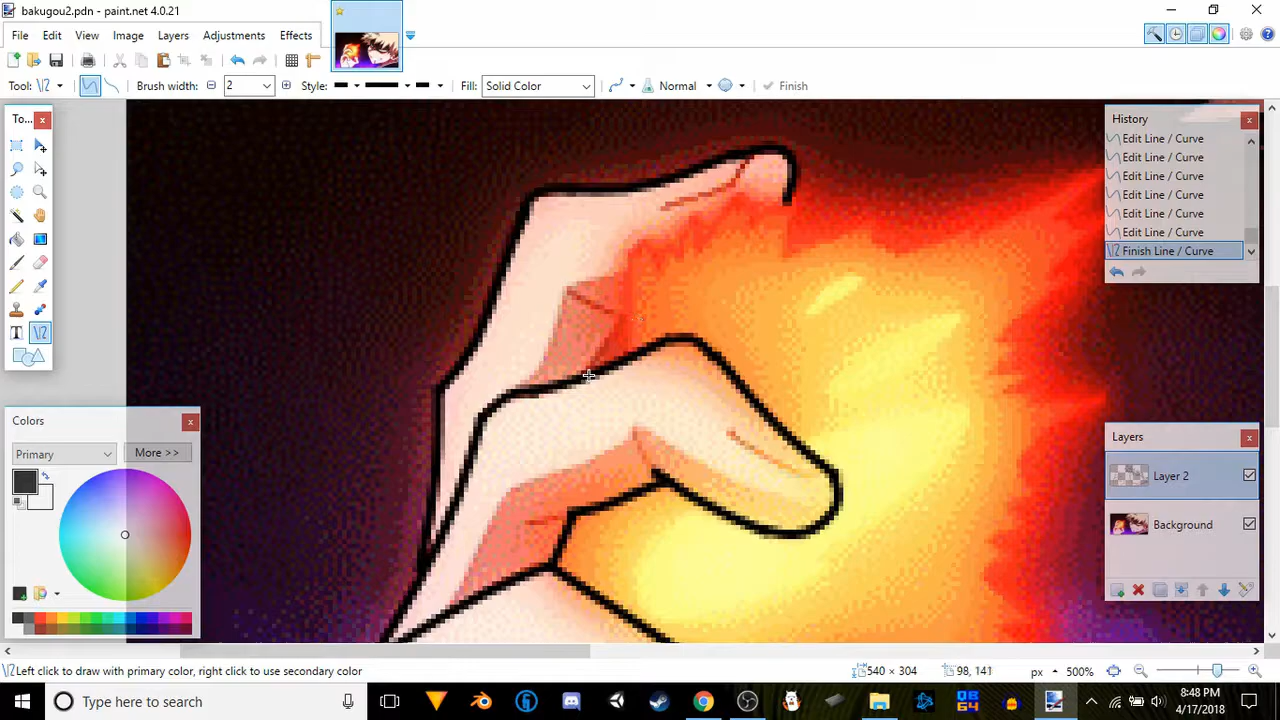 bakugou2.pdn - paint.net 4.0.21
File Edit View Image Layers Adjustments Effects
Tool: Brush width: 2 Style: Fill: Solid Color Normal Finish
To...
History
Edit Line / Curve
Edit Line / Curve
Edit Line / Curve
Edit Line / Curve
Edit Line / Curve
Edit Line / Curve
Finish Line / Curve
Colors
Primary More >>
Layers
Layer 2
Background
Left click to draw with primary color, right click to use secondary color 540 × 304 98, 141 px 500%
Type here to search
QB
64
8:48 PM
4/17/2018